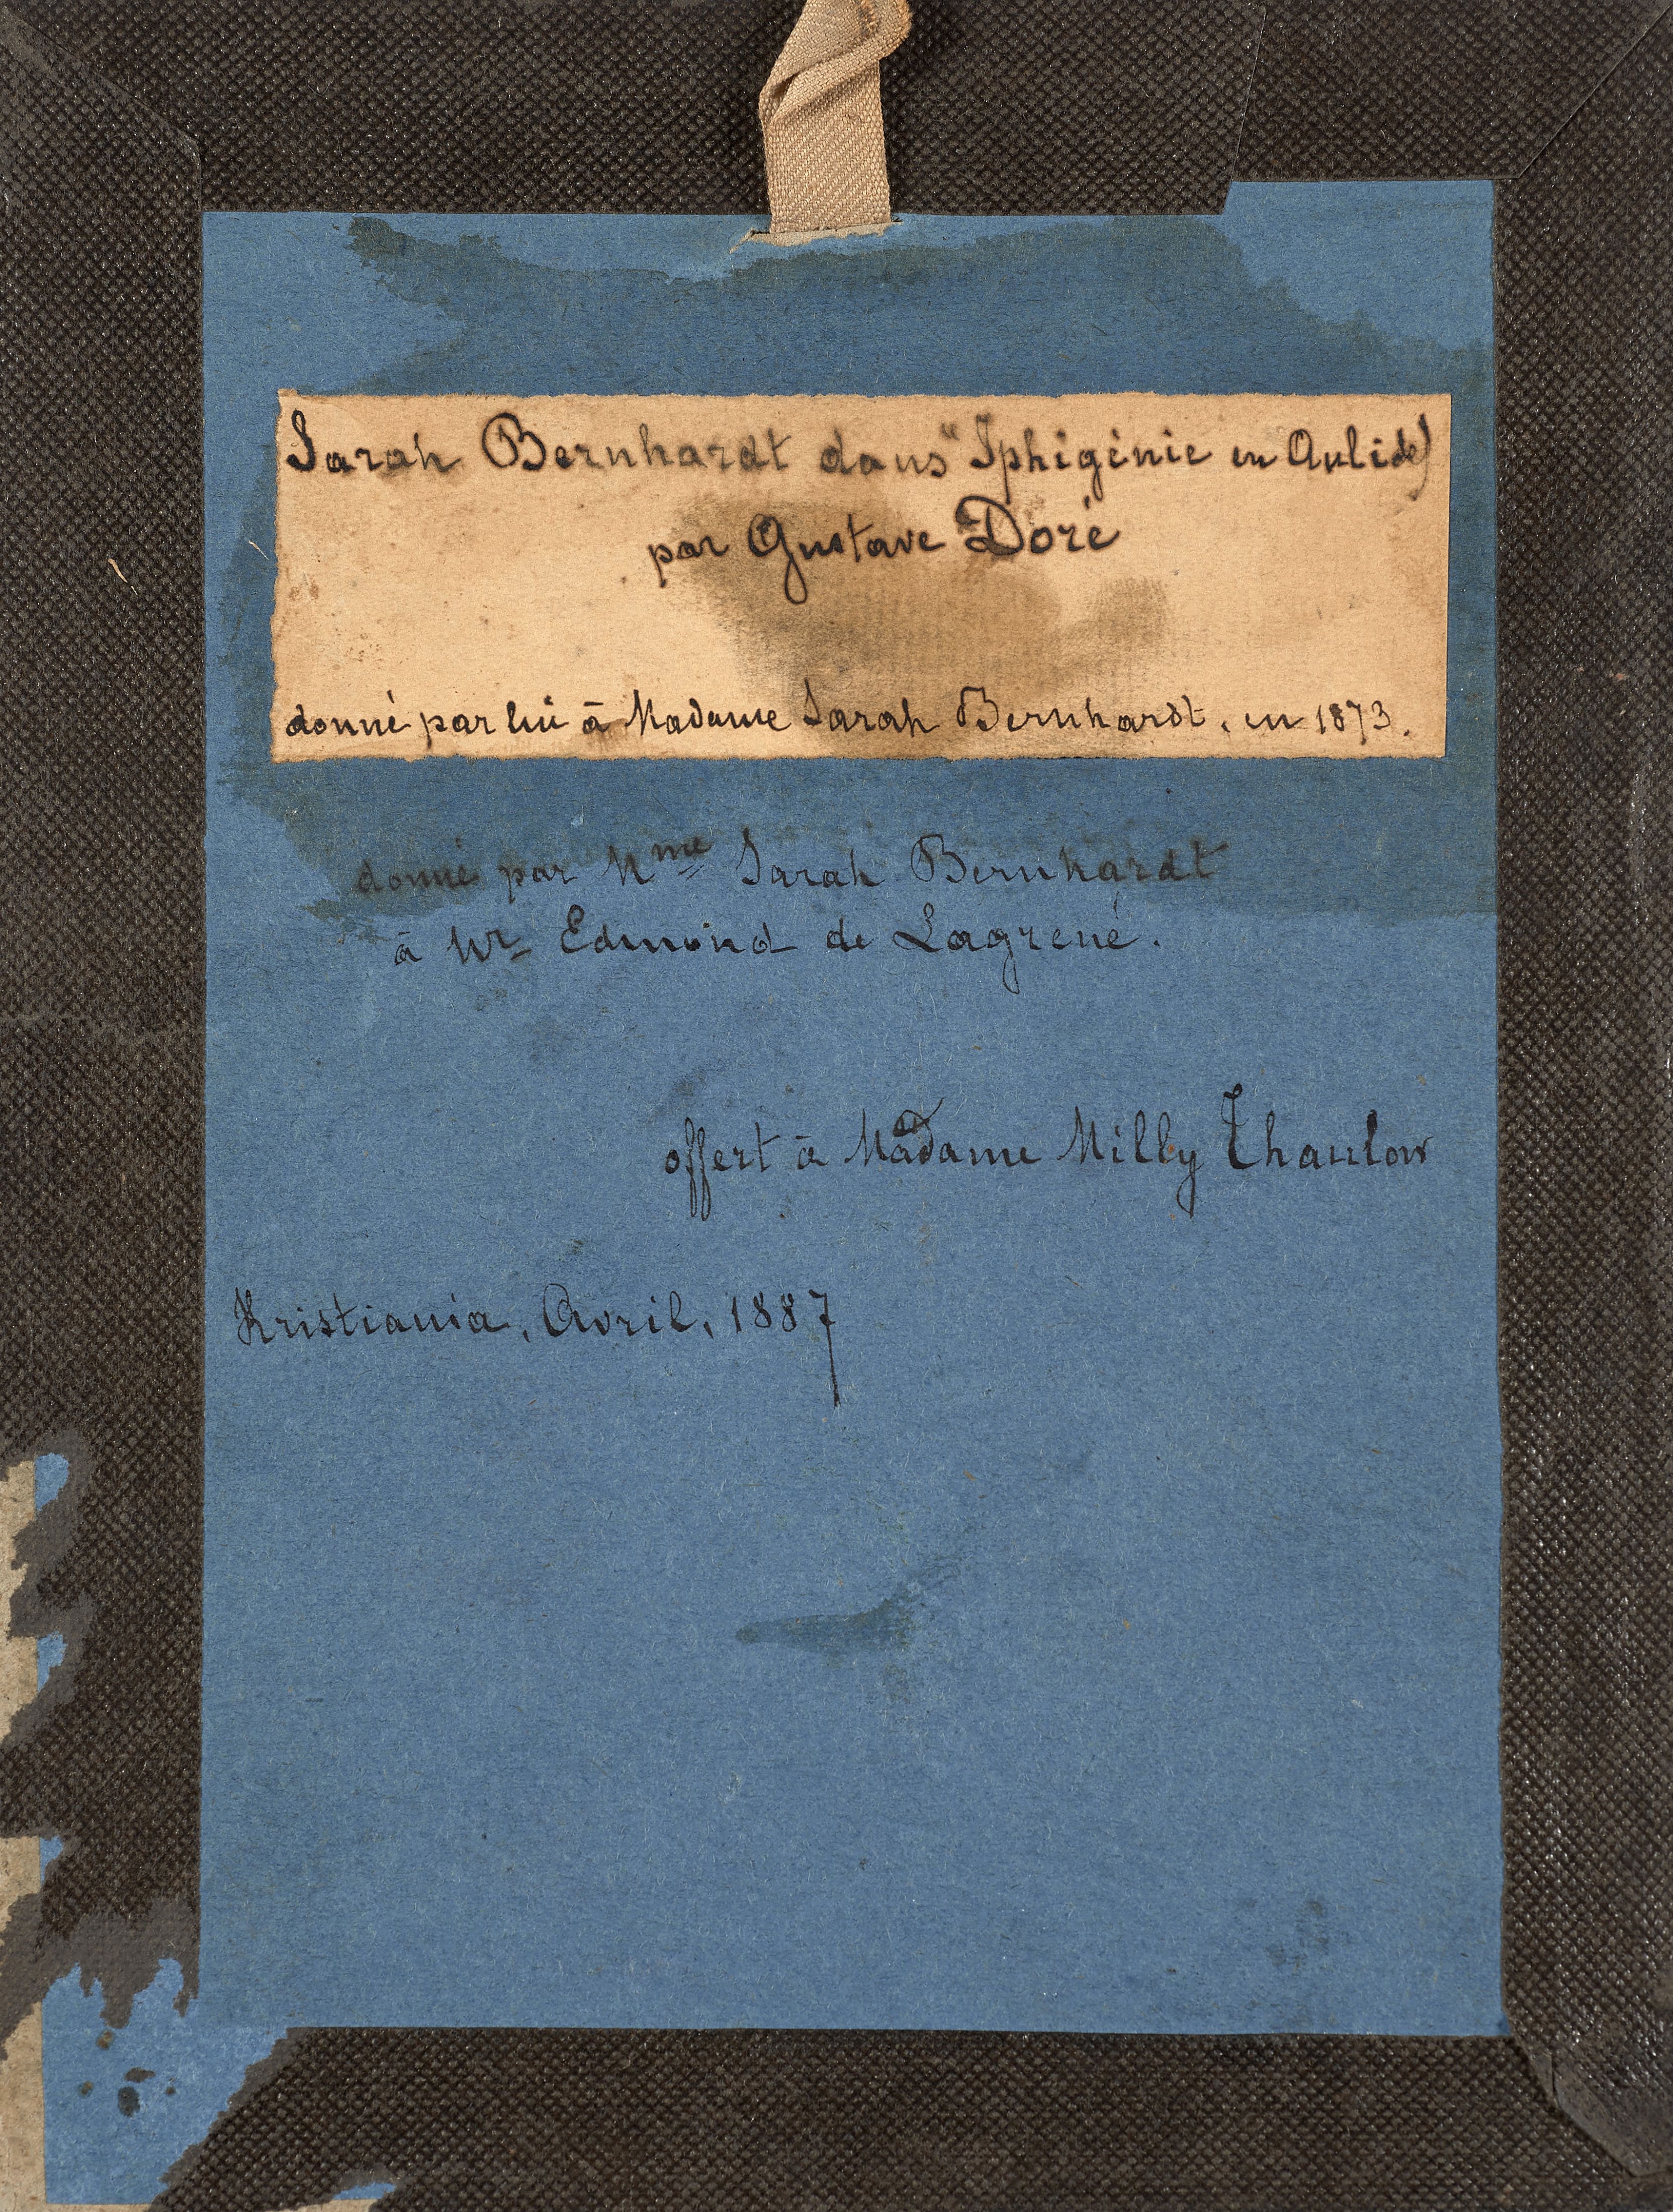 Sarah Bernhardt dans "Iphigénie en Aulide)
par Gustave Doré
donné par lui à Madame Sarah Bernhardt, en 1873.
donné par Mme Sarah Bernhardt
à Mr Edmond de Lagrené.
offert à Madame Milly Thaulow
Kristiania, Avril, 1887